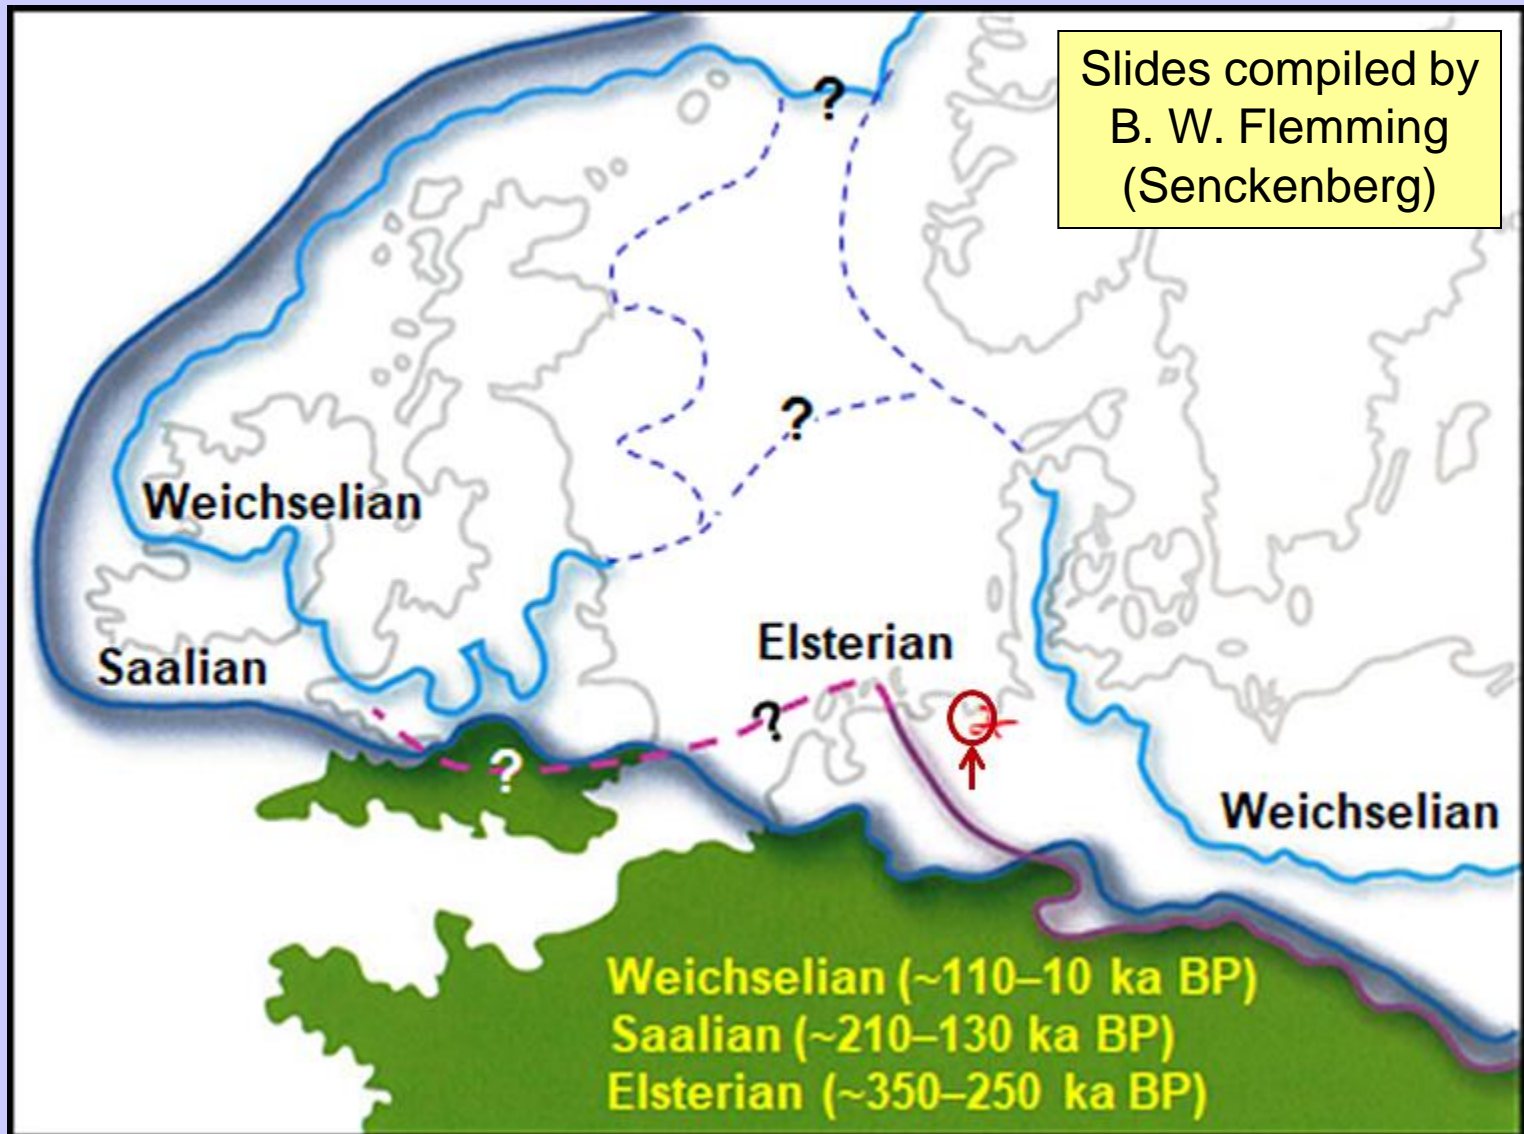 Slides compiled by
B. W. Flemming
(Senckenberg)
?
?
Weichselian
Elsterian
Saalian
?
?
Weichselian
Weichselian (~110–10 ka BP)
Saalian (~210–130 ka BP)
Elsterian (~350–250 ka BP)